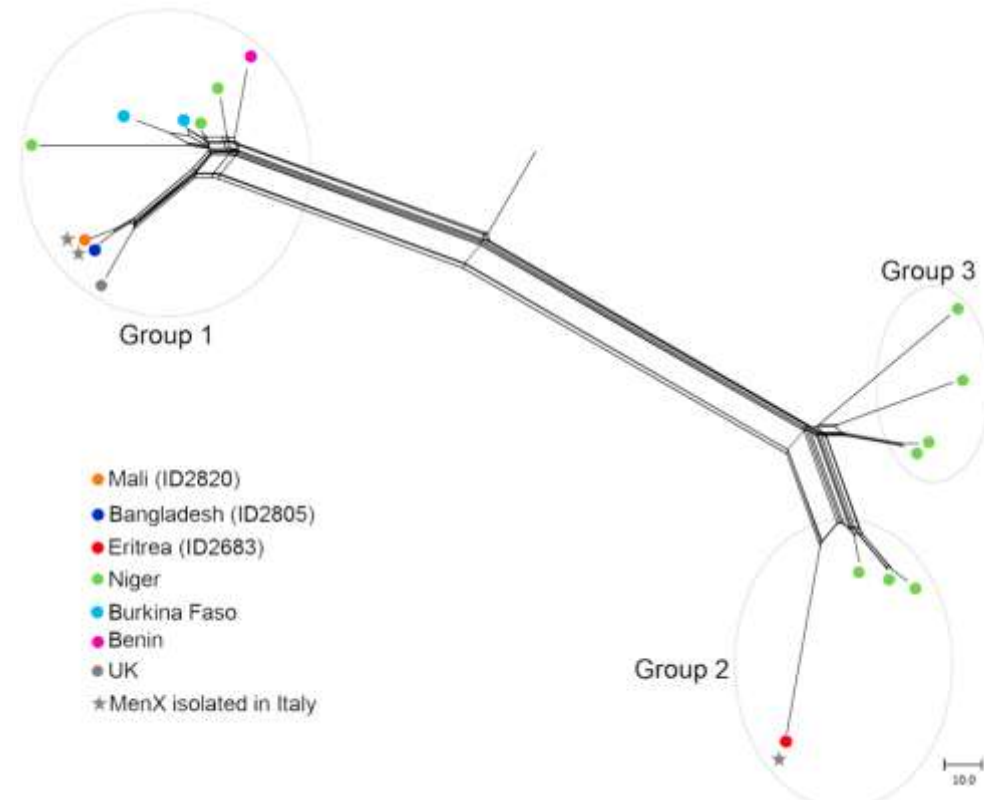 Group 3
Group 1
Mali (ID2820)
Bangladesh (ID2805)
Eritrea (ID2683)
Niger
Burkina Faso
Benin
UK
MenX isolated in Italy
Group 2
10.0